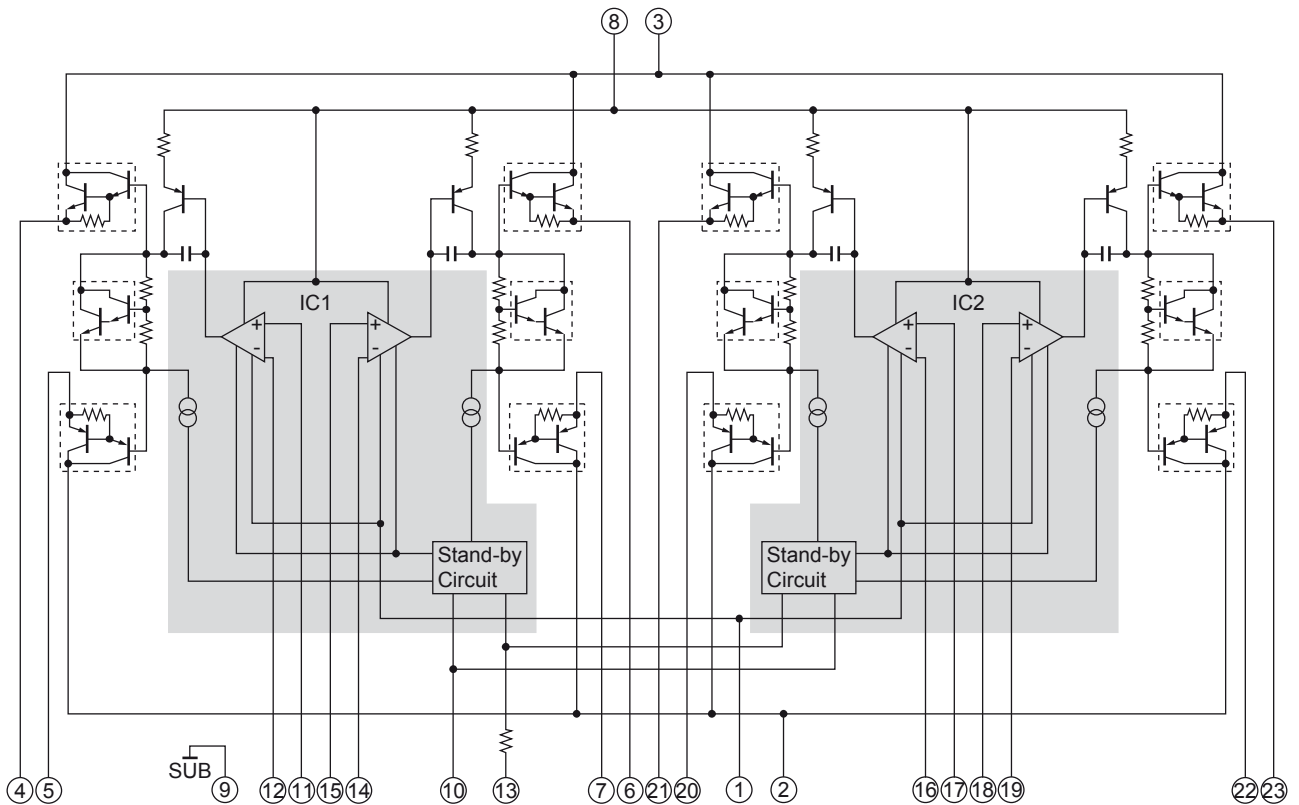 8 3
IC1 IC2
+ + + +
- - - -
Stand-by
Circuit
Stand-by
Circuit
SUB
4 5 9 12 11 15 14 10 13 7 6 21 20 1 2 16 17 18 19 22 23